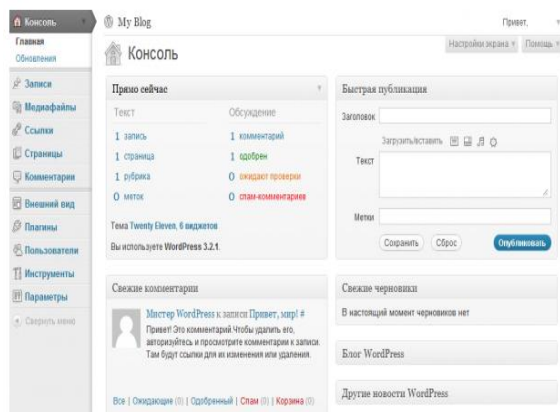 Консоль
Главная
Обновления
Записи
Медиафайлы
Ссылки
Страницы
Комментарии
Внешний вид
Плагины
Пользователи
Инструменты
Параметры
Свернуть меню
My Blog
Привет,
Настройки экрана
Помощь
Консоль
Прямо сейчас
Текст Обсуждение
1 запись 1 комментарий
1 страница 1 одобрен
1 рубрика 0 ожидают проверки
0 меток 0 спам-комментариев
Тема Twenty Eleven, 6 виджетов
Вы используете WordPress 3.2.1.
Свежие комментарии
Мистер WordPress к записи Привет, мир! #
Привет! Это комментарий.Чтобы удалить его,
авторизуйтесь и просмотрите комментарии к записи.
Там будут ссылки для их изменения или удаления.
Все | Ожидающие (0) | Одобренный | Спам (0) | Корзина (0)
Быстрая публикация
Заголовок
Загрузить/вставить
Текст
Метки
Сохранить Сброс Опубликовать
Свежие черновики
В настоящий момент черновиков нет
Блог WordPress
Другие новости WordPress